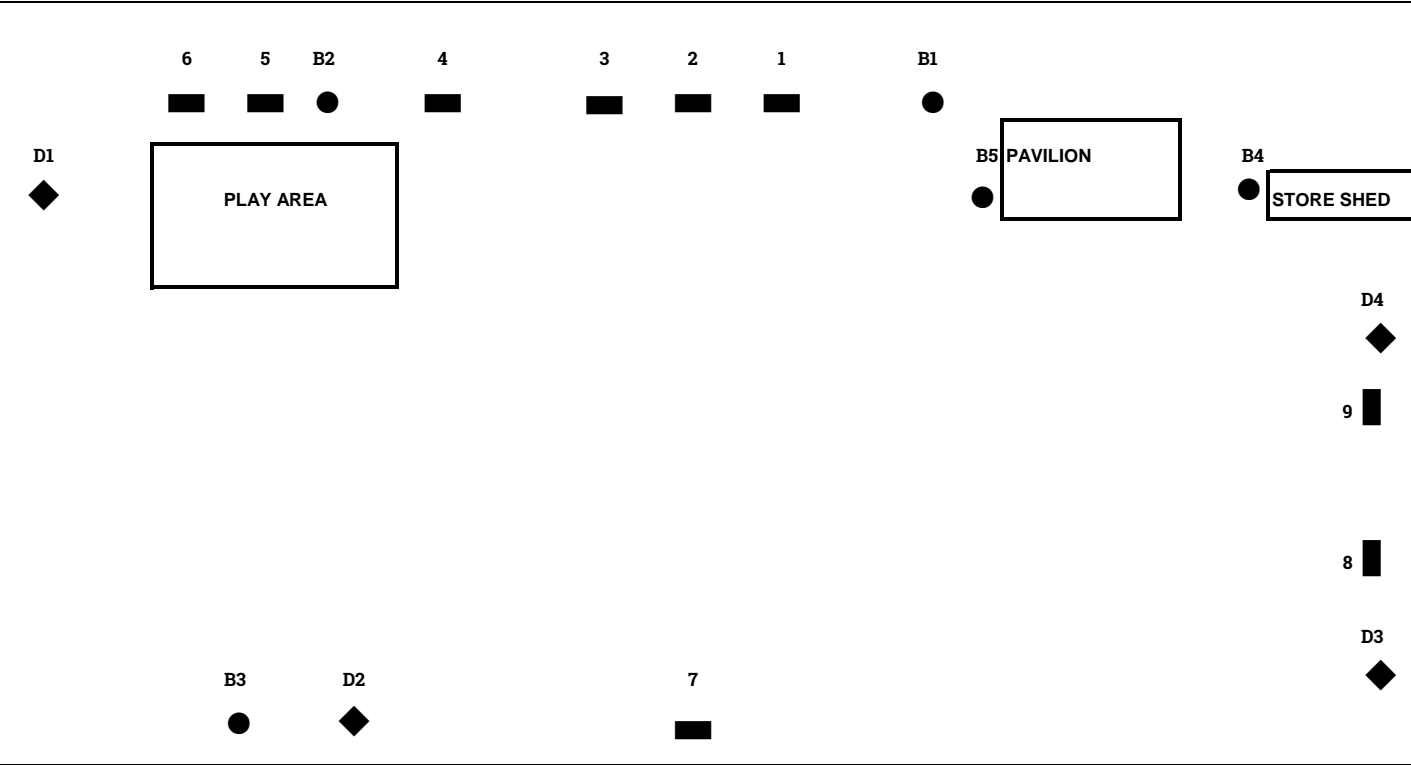 6 5 B2 4 3 2 1 B1
D1 B5 PAVILION B4
PLAY AREA STORE SHED
D4
9
8
D3
B3 D2 7